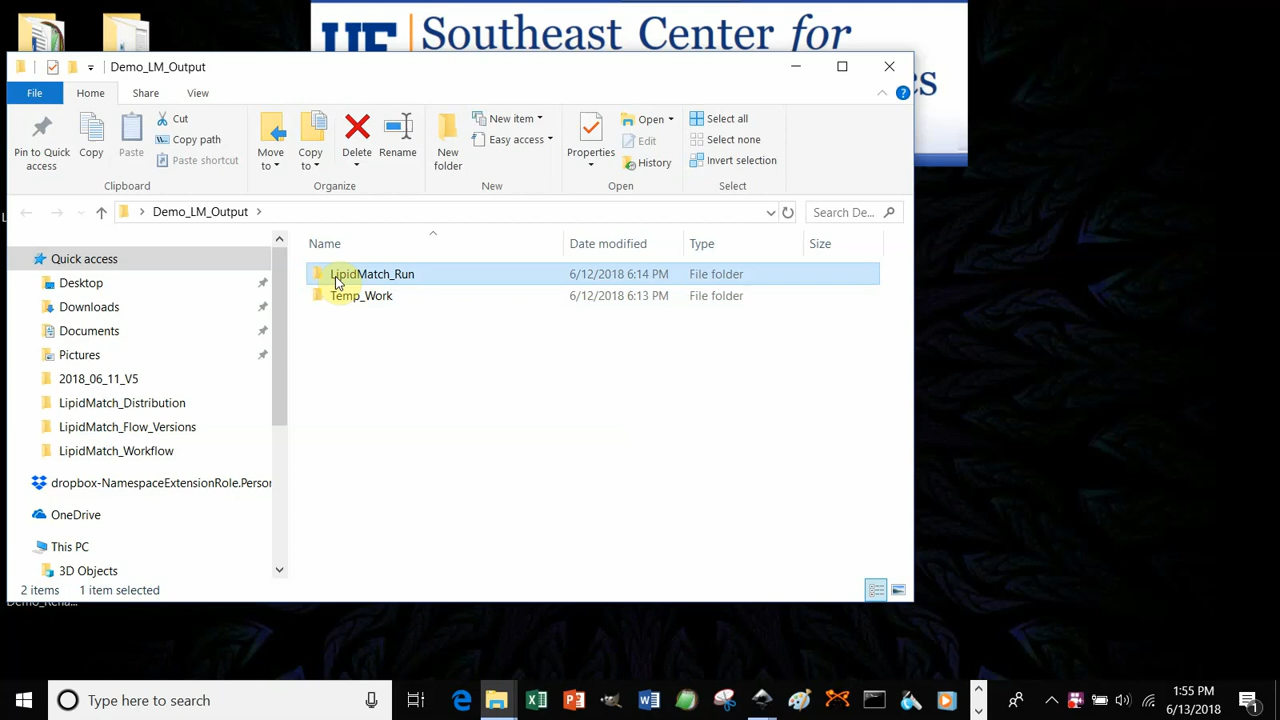 UF Southeast Center for
Demo_LM_Output
File
Home
Share
View
Pin to Quick
access
Copy
Paste
Cut
Copy path
Paste shortcut
Clipboard
Move
to
Copy
to
Delete
Rename
Organize
New
folder
New item
Easy access
New
Properties
Open
Edit
History
Open
Select all
Select none
Invert selection
Select
Demo_LM_Output
Search De...
Name
Date modified
Type
Size
LipidMatch_Run
6/12/2018 6:14 PM
File folder
Temp_Work
6/12/2018 6:13 PM
File folder
Quick access
Desktop
Downloads
Documents
Pictures
2018_06_11_V5
LipidMatch_Distribution
LipidMatch_Flow_Versions
LipidMatch_Workflow
dropbox-NamespaceExtensionRole.Person
OneDrive
This PC
3D Objects
2 items
1 item selected
Type here to search
1:55 PM
6/13/2018
1